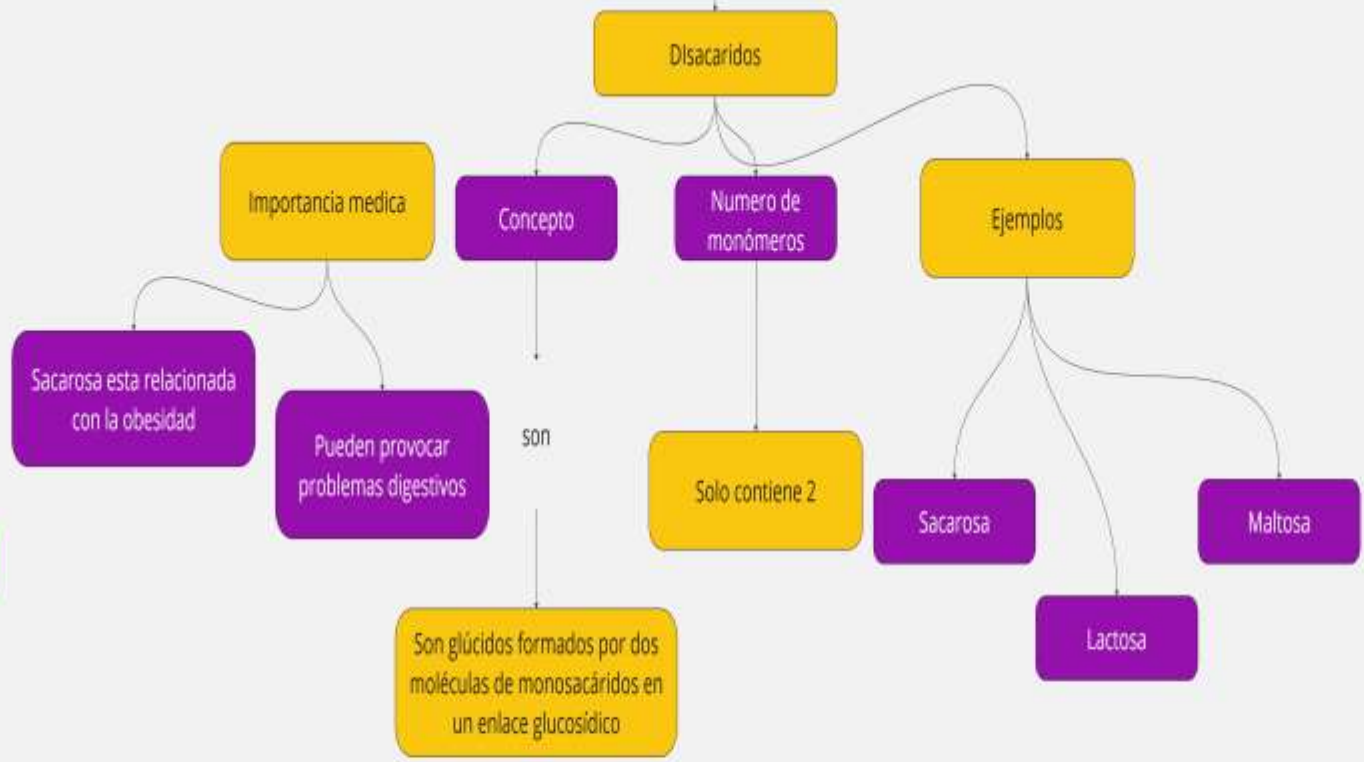 DIsacaridos
Importancia medica
Concepto
Numero de
monómeros
Ejemplos
Sacarosa esta relacionada
con la obesidad
Pueden provocar
problemas digestivos
son
Solo contiene 2
Sacarosa
Maltosa
Lactosa
Son glúcidos formados por dos
moléculas de monosacáridos en
un enlace glucosídico